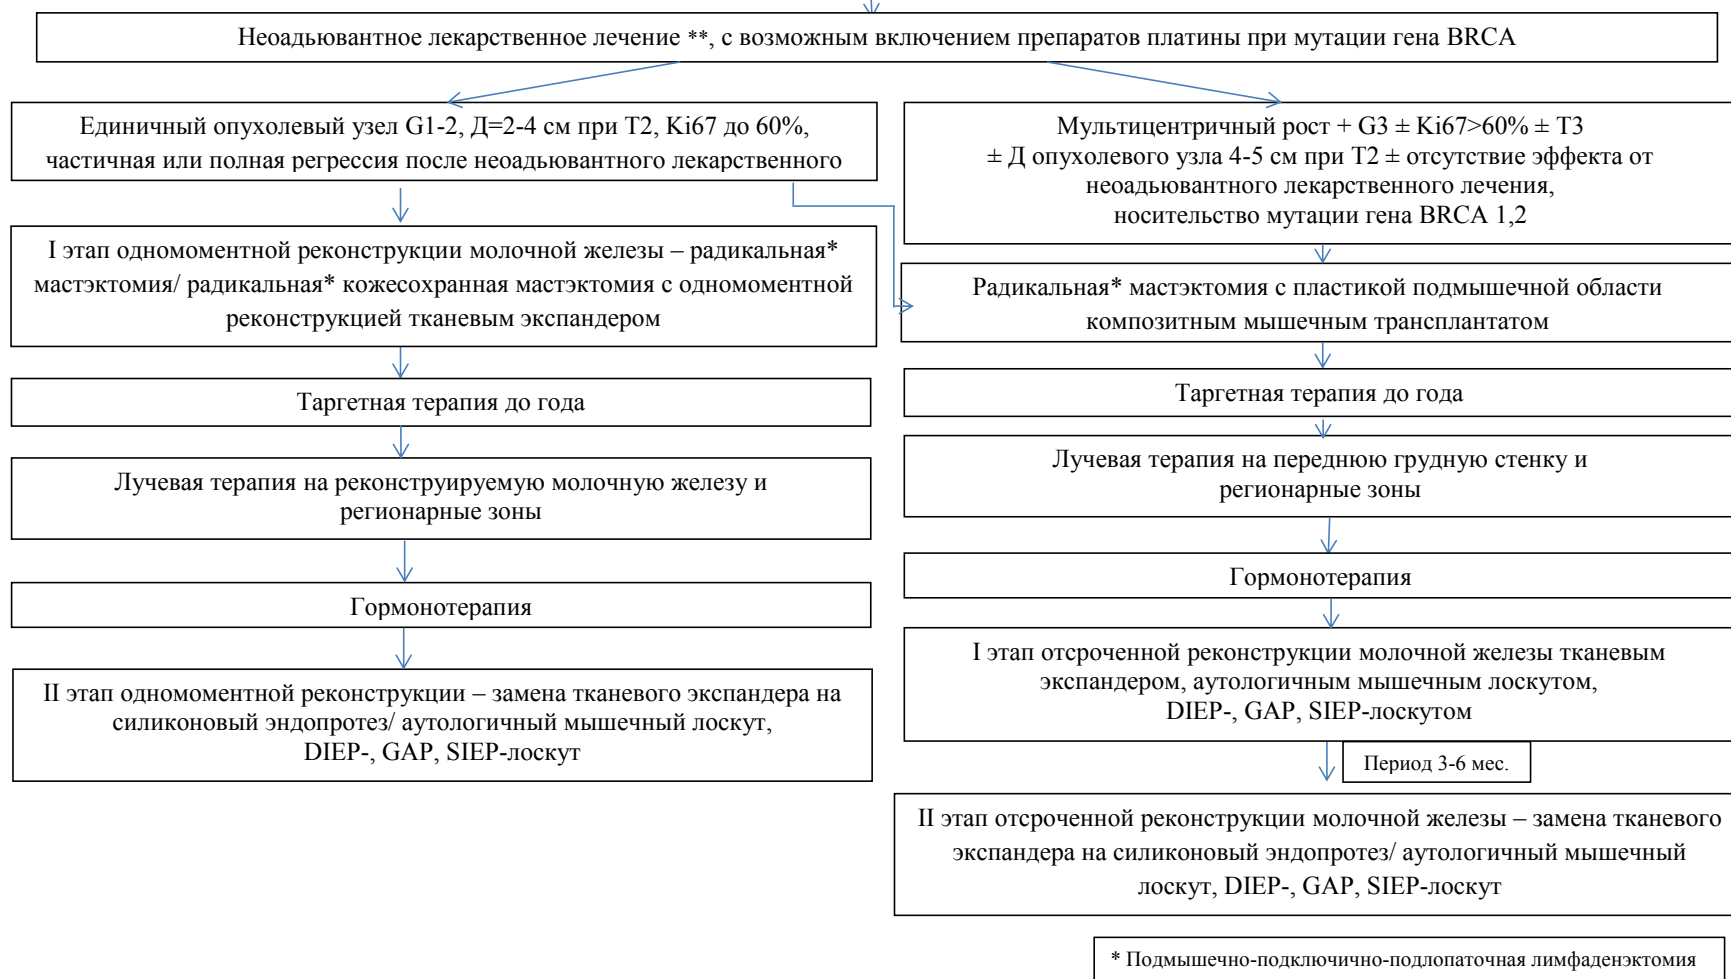 Неоадьювантное лекарственное лечение **, с возможным включением препаратов платины при мутации гена BRCA
Единичный опухолевый узел G1-2, Д=2-4 см при Т2, Ki67 до 60%,
частичная или полная регрессия после неоадьювантного лекарственного
I этап одномоментной реконструкции молочной железы – радикальная*
мастэктомия/ радикальная* кожесохранная мастэктомия с одномоментной
реконструкцией тканевым экспандером
Таргетная терапия до года
Лучевая терапия на реконструируемую молочную железу и
регионарные зоны
Гормонотерапия
II этап одномоментной реконструкции – замена тканевого экспандера на
силиконовый эндопротез/ аутологичный мышечный лоскут,
DIEP-, GAP, SIEP-лоскут
Мультицентричный рост + G3 ± Ki67>60% ± Т3
± Д опухолевого узла 4-5 см при Т2 ± отсутствие эффекта от
неоадьювантного лекарственного лечения,
носительство мутации гена BRCA 1,2
Радикальная* мастэктомия с пластикой подмышечной области
композитным мышечным трансплантатом
Таргетная терапия до года
Лучевая терапия на переднюю грудную стенку и
регионарные зоны
Гормонотерапия
I этап отсроченной реконструкции молочной железы тканевым
экспандером, аутологичным мышечным лоскутом,
DIEP-, GAP, SIEP-лоскутом
Период 3-6 мес.
II этап отсроченной реконструкции молочной железы – замена тканевого
экспандера на силиконовый эндопротез/ аутологичный мышечный
лоскут, DIEP-, GAP, SIEP-лоскут
* Подмышечно-подключично-подлопаточная лимфаденэктомия